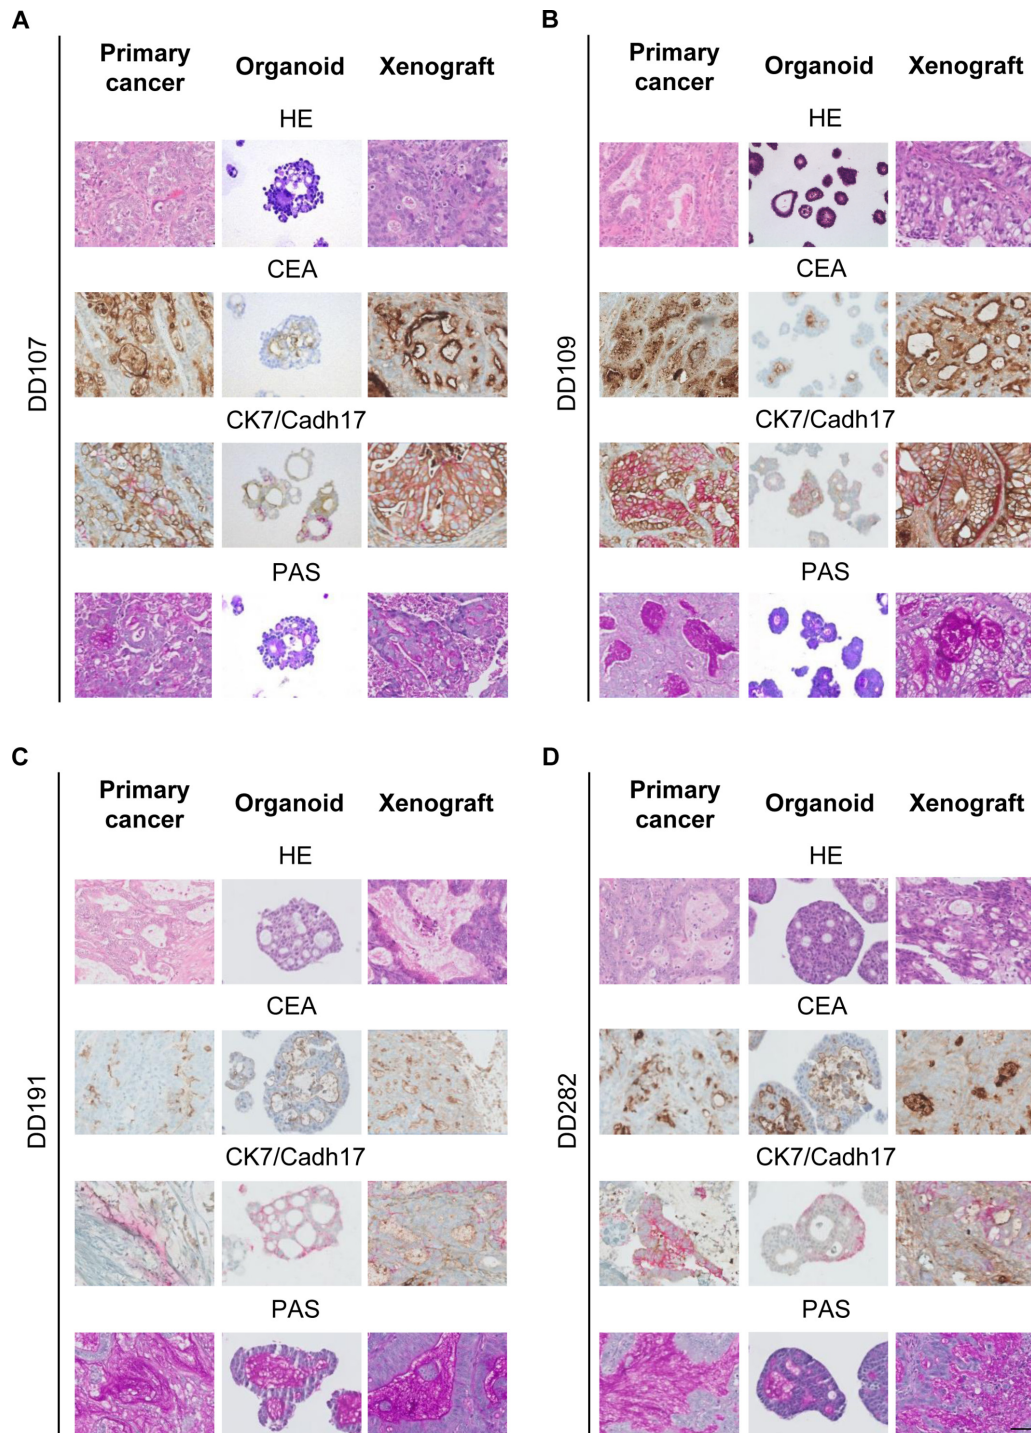 A
Primary cancer
Organoid
Xenograft
HE
CEA
CK7/Cadh17
PAS
DD107
B
Primary cancer
Organoid
Xenograft
HE
CEA
CK7/Cadh17
PAS
DD109
C
Primary cancer
Organoid
Xenograft
HE
CEA
CK7/Cadh17
PAS
DD191
D
Primary cancer
Organoid
Xenograft
HE
CEA
CK7/Cadh17
PAS
DD282